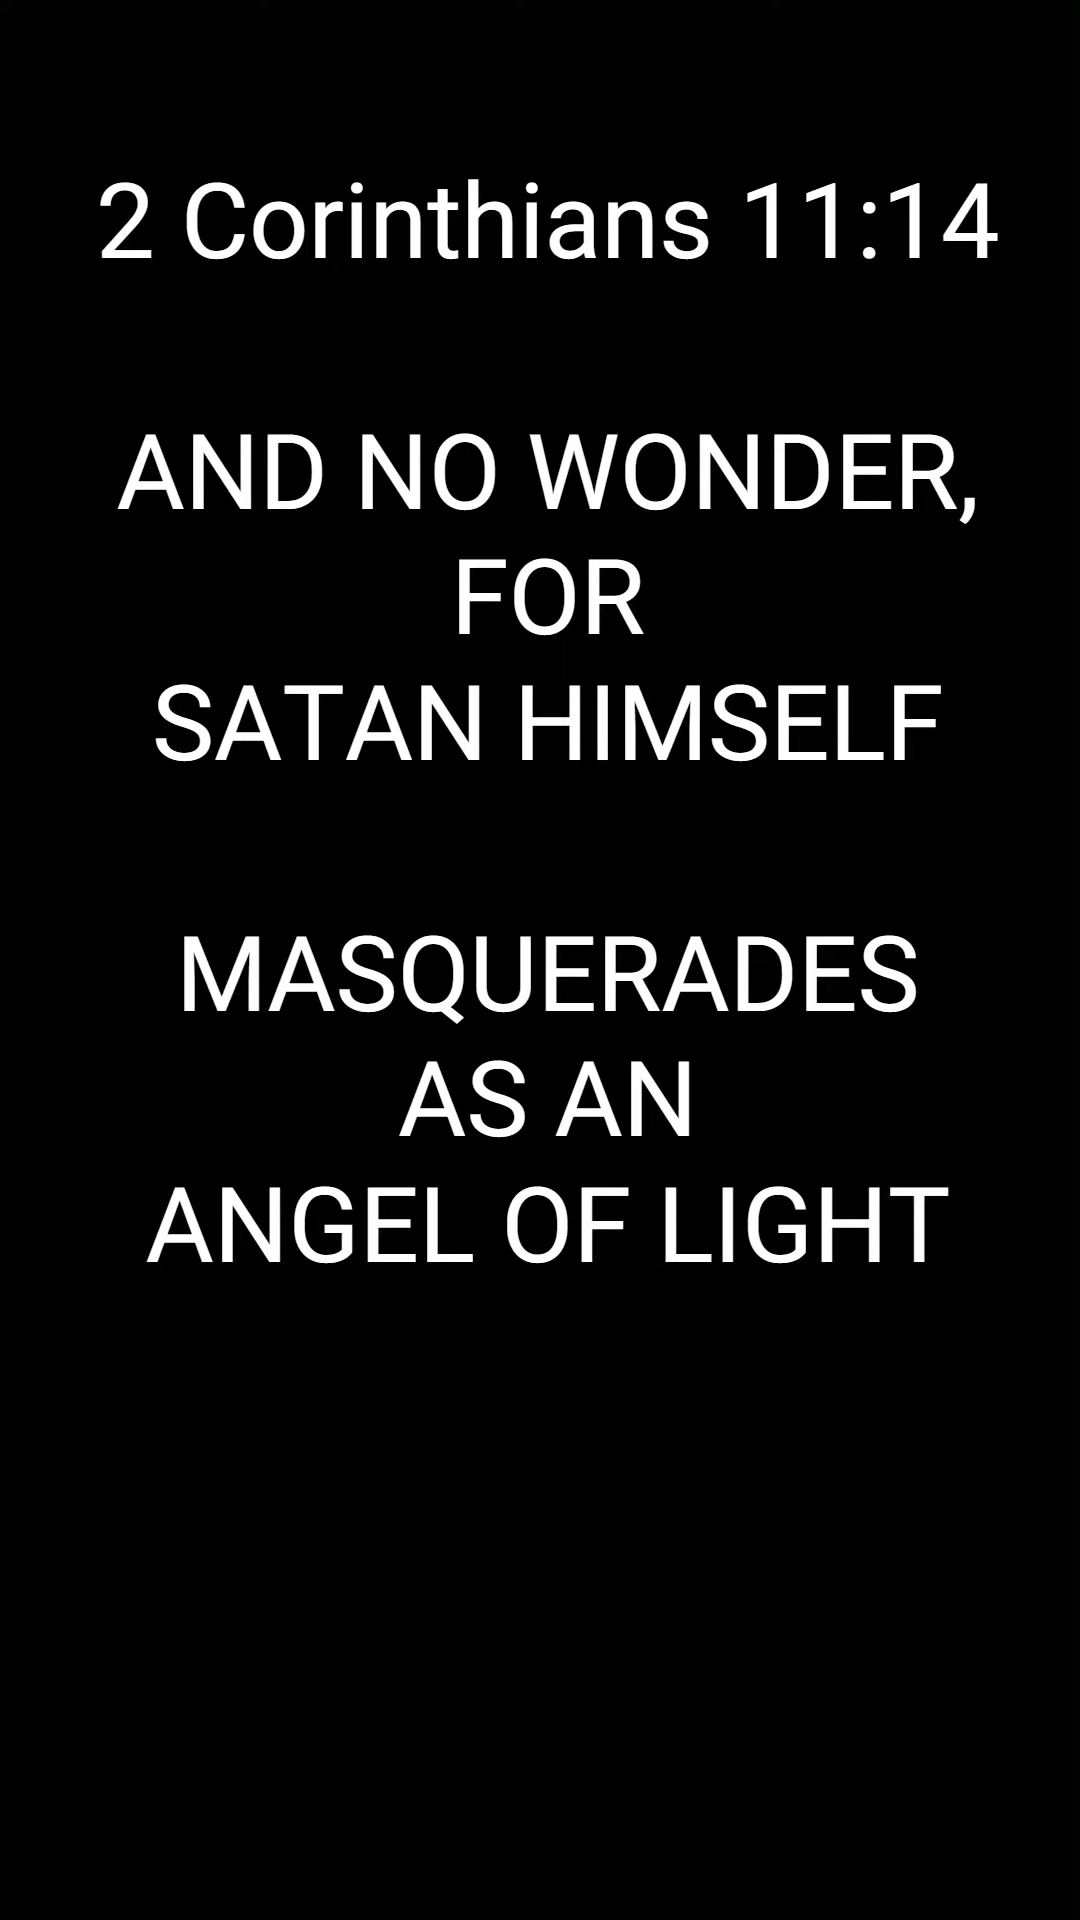 2 Corinthians 11:14
AND NO WONDER,
FOR
SATAN HIMSELF
MASQUERADES
AS AN
ANGEL OF LIGHT